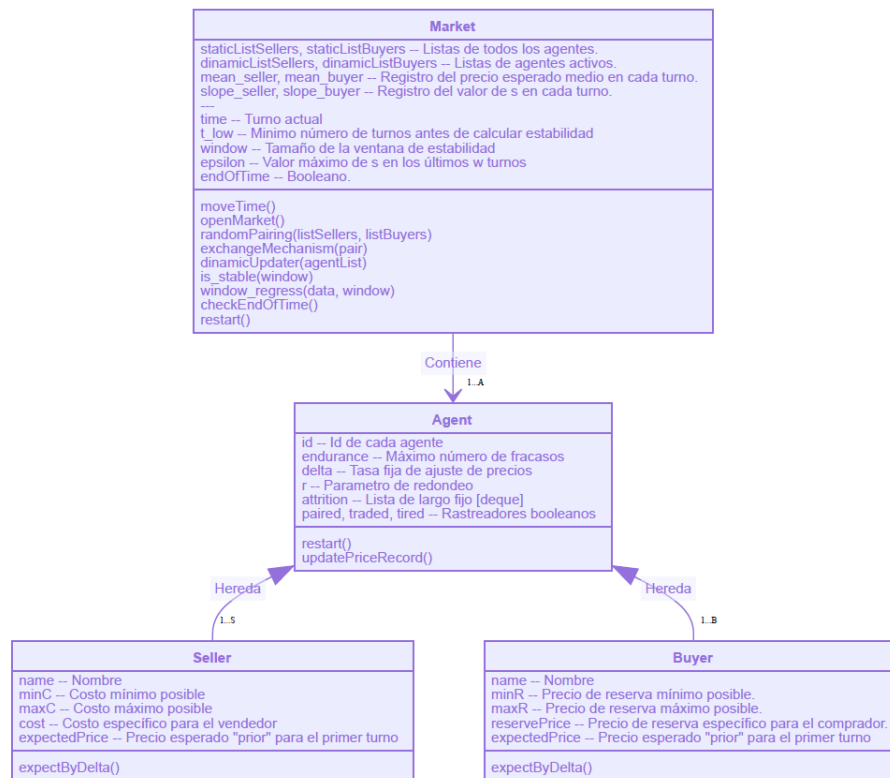 Market
staticListSellers, staticListBuyers -- Listas de todos los agentes.
dinamicListSellers, dinamicListBuyers -- Listas de agentes activos.
mean_seller, mean_buyer -- Registro del precio esperado medio en cada turno.
slope_seller, slope_buyer -- Registro del valor de s en cada turno.
---
time -- Turno actual
t_low -- Minimo número de turnos antes de calcular estabilidad
window -- Tamaño de la ventana de estabilidad
epsilon -- Valor máximo de s en los últimos w turnos
endOfTime -- Booleano.
moveTime()
openMarket()
randomPairing(listSellers, listBuyers)
exchangeMechanism(pair)
dinamicUpdater(agentList)
is_stable(window)
window_regress(data, window)
checkEndOfTime()
restart()
Contiene
1...A
Agent
id -- Id de cada agente
endurance -- Máximo número de fracasos
delta -- Tasa fija de ajuste de precios
r -- Parametro de redondeo
attrition -- Lista de largo fijo [deque]
paired, traded, tired -- Rastreadores booleanos
restart()
updatePriceRecord()
Hereda
1...S
Hereda
1...B
Seller
name -- Nombre
minC -- Costo mínimo posible
maxC -- Costo máximo posible
cost -- Costo específico para el vendedor
expectedPrice -- Precio esperado "prior" para el primer turno
expectByDelta()
Buyer
name -- Nombre
minR -- Precio de reserva mínimo posible.
maxR -- Precio de reserva máximo posible.
reservePrice -- Precio de reserva específico para el comprador.
expectedPrice -- Precio esperado "prior" para el primer turno
expectByDelta()